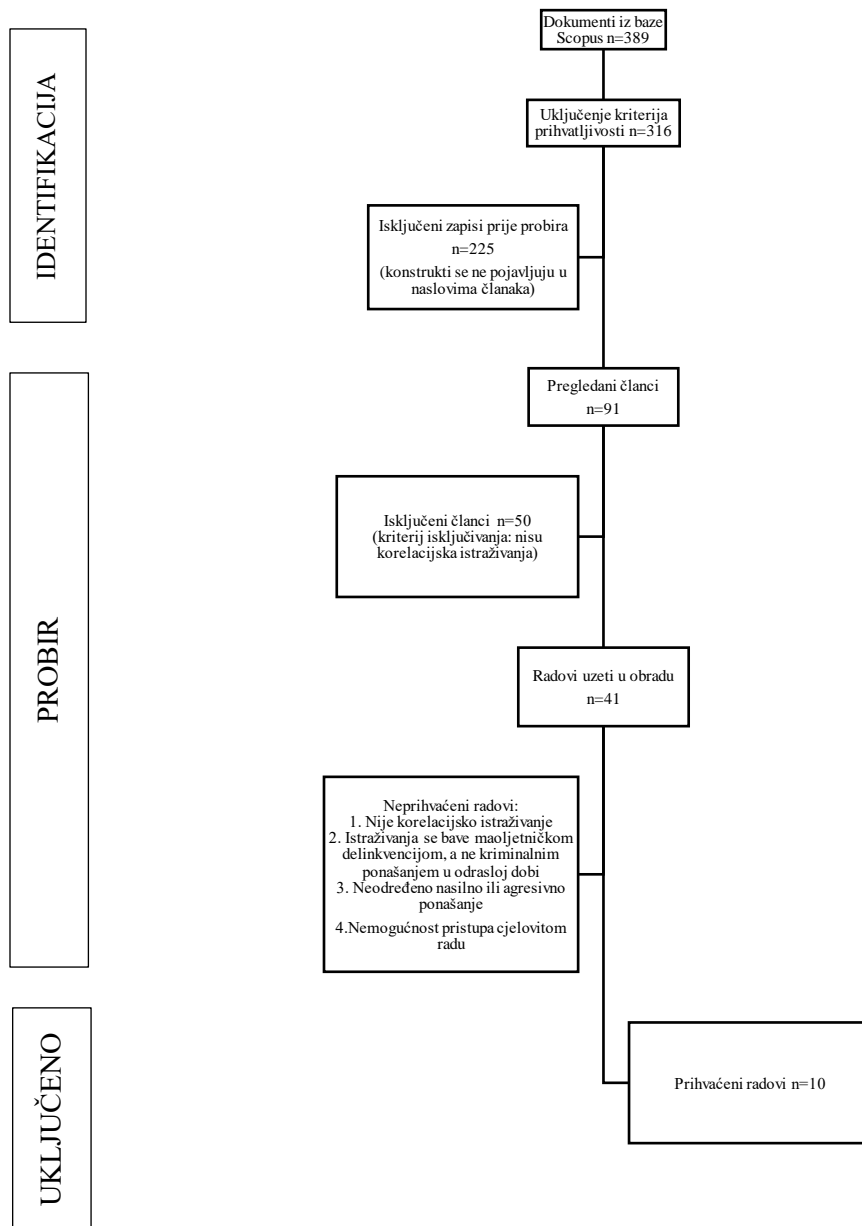 Dokumenti iz baze
Scopus n=389
IDENTIFIKACIJA
Uključenje kriterija
prihvatljivosti n=316
Isključeni zapisi prije probira
n=225
(konstrukti se ne pojavljuju u
naslovima članaka)
PROBIR
Pregledani članci
n=91
Isključeni članci n=50
(kriterij isključivanja: nisu
korelacijska istraživanja)
Radovi uzeti u obradu
n=41
Neprihvaćeni radovi:
1. Nije korelacijsko istraživanje
2. Istraživanja se bave maoljetničkom
delinkvencijom, a ne kriminalnim
ponašanjem u odrasloj dobi
3. Neodređeno nasilno ili agresivno
ponašanje
4.Nemogućnost pristupa cjelovitom
radu
UKLJUČENO
Prihvaćeni radovi n=10